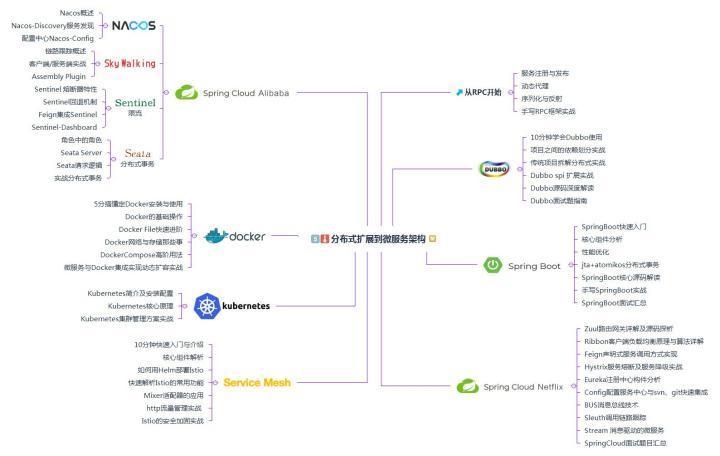 Nacos概述
Nacos-Discovery服务发现
配置中心Nacos-Config
NACOS
链路跟踪概述
客户端/服务端实战
Assembly Plugin
SkyWalking
Sentinel 熔断器特性
Sentinel回退机制
Feign集成Sentinel
Sentinel-Dashboard
Sentinel
限流
角色中的角色
Seata Server
Seata请求逻辑
实战分布式事务
Seata
分布式事务
Spring Cloud Alibaba
5分搞懂定Docker安装与使用
Docker的基础操作
Docker File快速进阶
Docker网络与存储那些事
DockerCompose高阶用法
微服务与Docker集成实现动态扩容实战
docker
Kubernetes简介及安装配置
Kubernetes核心原理
Kubernetes集群管理方案实战
kubernetes
10分钟快速入门与介绍
核心组件解析
如何用Helm部署Istio
快速解析Istio的常用功能
Mixer适配器的应用
http流量管理实战
Istio的安全加固实战
Service Mesh
分布式扩展到微服务架构
从RPC开始
服务注册与发布
动态代理
序列化与反射
手写RPC框架实战
DUBBO
10分钟学会Dubbo使用
项目之间的依赖划分实战
传统项目拆解分布式实战
Dubbo spi 扩展实战
Dubbo源码深度解读
Dubbo面试题指南
Spring Boot
SpringBoot快速入门
核心组件分析
性能优化
jta+atomikos分布式事务
SpringBoot核心源码解读
手写SpringBoot实战
SpringBoot面试汇总
Spring Cloud Netflix
Zuul路由网关详解及源码探析
Ribbon客户端负载均衡原理与算法详解
Feign声明式服务调用方式实现
Hystrix服务熔断及服务降级实战
Eureka注册中心构件分析
Config配置服务中心与svn、git快速集成
BUS消息总线技术
Sleuth调用链路跟踪
Stream 消息驱动的微服务
SpringCloud面试题目汇总